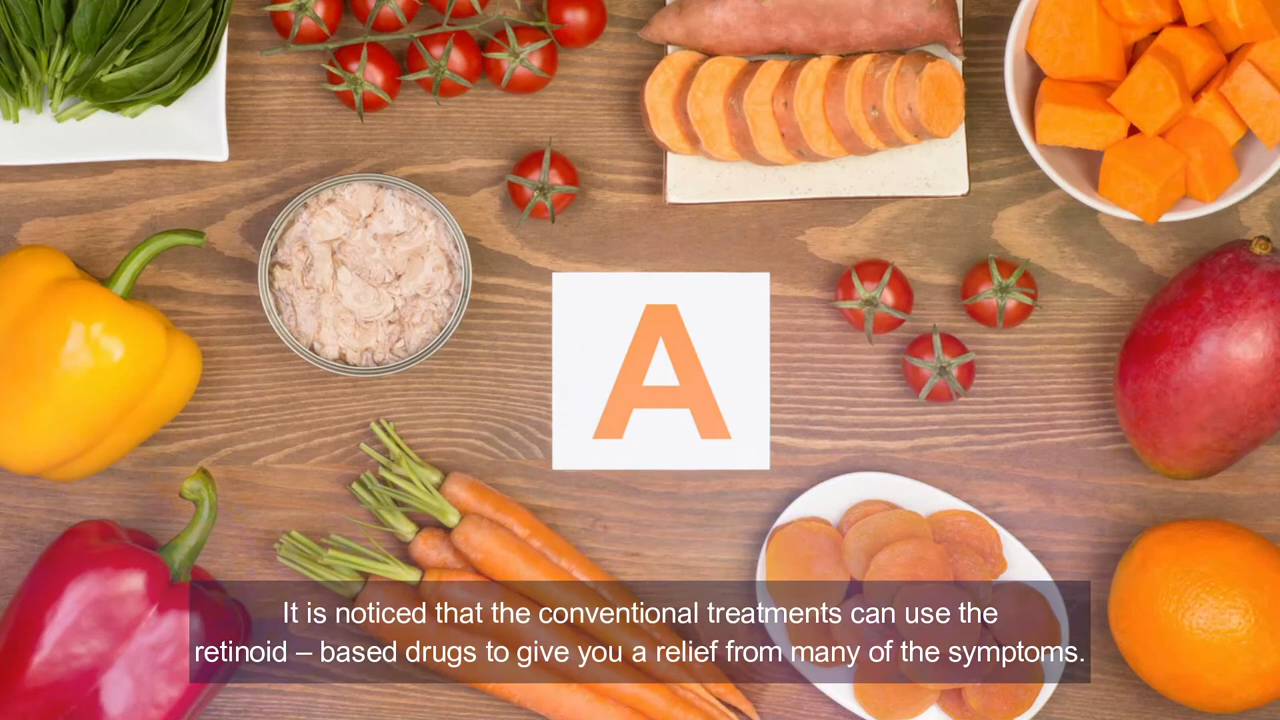 A
It is noticed that the conventional treatments can use the
retinoid – based drugs to give you a relief from many of the symptoms.